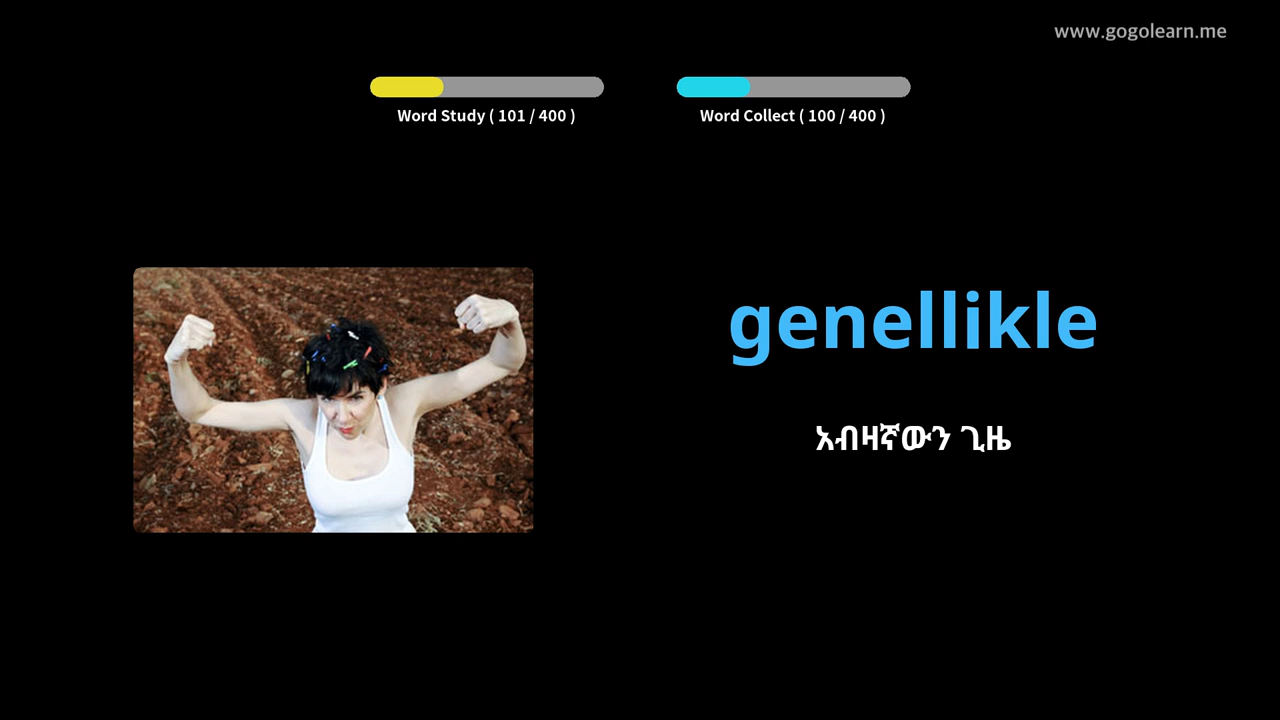 www.gogolearn.me
Word Study ( 101 / 400 )
Word Collect ( 100 / 400 )
genellikle
አብዛኛውን ጊዜ